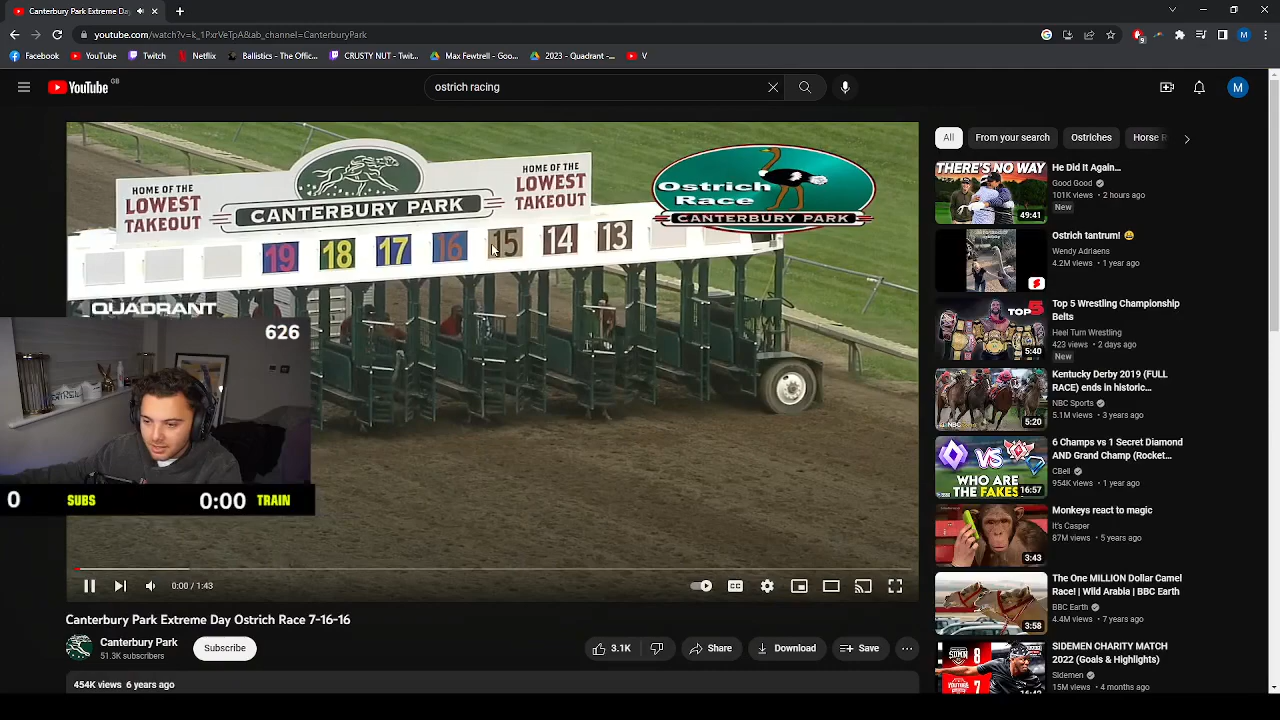 Canterbury Park Extreme Day
youtube.com/watch?v=k_1PxrVeTpA&ab_channel=CanterburyPark
Facebook
YouTube
Twitch
Netflix
Ballistics - The Offic...
CRUSTY NUT - Twit...
Max Fewtrell - Goo...
2023 - Quadrant -...
V
YouTube GB
ostrich racing
M
HOME OF THE
LOWEST
TAKEOUT
CANTERBURY PARK
HOME OF THE
LOWEST
TAKEOUT
Ostrich
Race
CANTERBURY PARK
19 18 17 16 15 14 13
QUADRANT
626
0 SUBS 0:00 TRAIN
0:00 / 1:43
Canterbury Park Extreme Day Ostrich Race 7-16-16
Canterbury Park
51.3K subscribers
Subscribe
3.1K
Share
Download
Save
454K views 6 years ago
All
From your search
Ostriches
Horse R
THERE'S NO WAY
49:41
He Did It Again...
Good Good
101K views • 2 hours ago
New
Ostrich tantrum!
Wendy Adriaens
4.2M views • 1 year ago
TOP 5
5:40
Top 5 Wrestling Championship
Belts
Heel Turn Wrestling
423 views • 2 days ago
New
5:20
Kentucky Derby 2019 (FULL
RACE) ends in historic...
NBC Sports
5.1M views • 3 years ago
VS
WHO ARE
THE FAKES
16:57
6 Champs vs 1 Secret Diamond
AND Grand Champ (Rocket...
CBell
954K views • 1 year ago
3:43
Monkeys react to magic
It's Casper
87M views • 5 years ago
3:58
The One MILLION Dollar Camel
Race! | Wild Arabia | BBC Earth
BBC Earth
4.4M views • 7 years ago
SIDEMEN CHARITY MATCH
2022 (Goals & Highlights)
Sidemen
15M views • 4 months ago